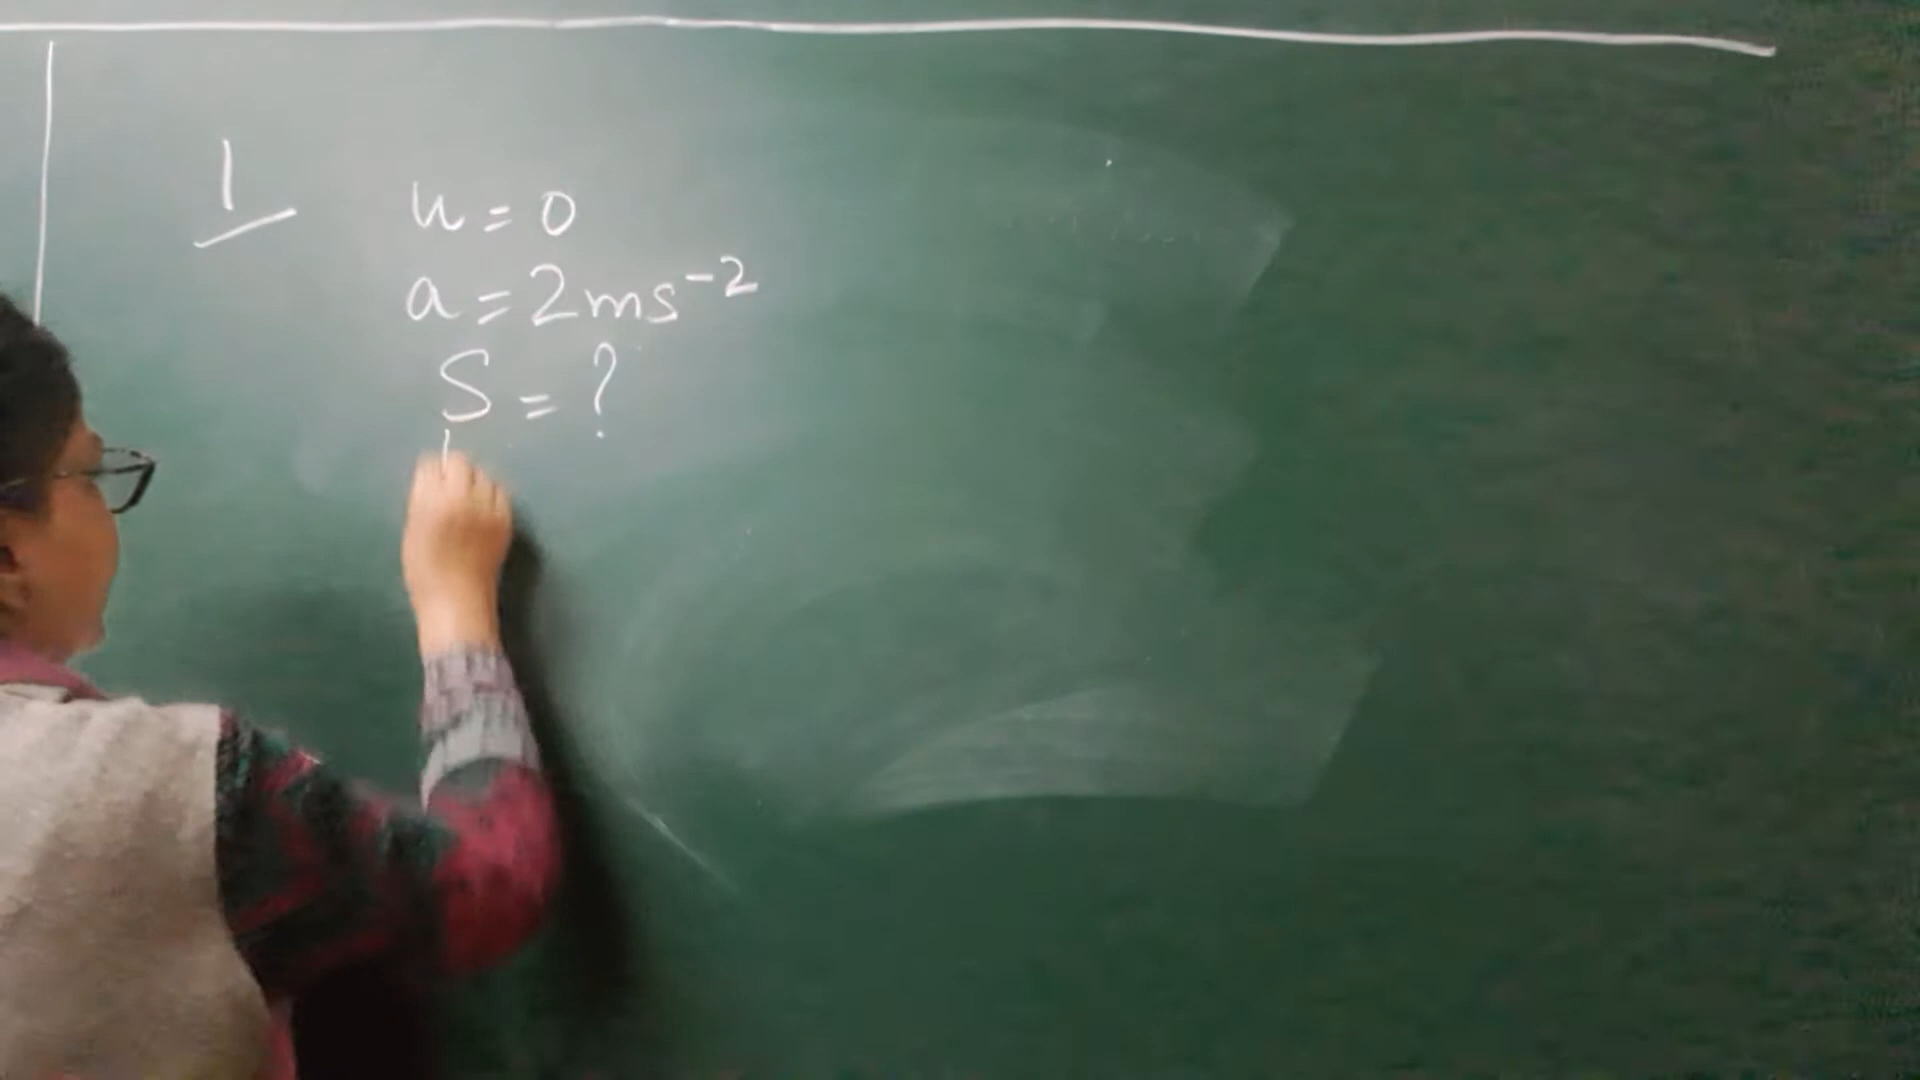 1
u = 0
a = 2ms⁻²
S = ?